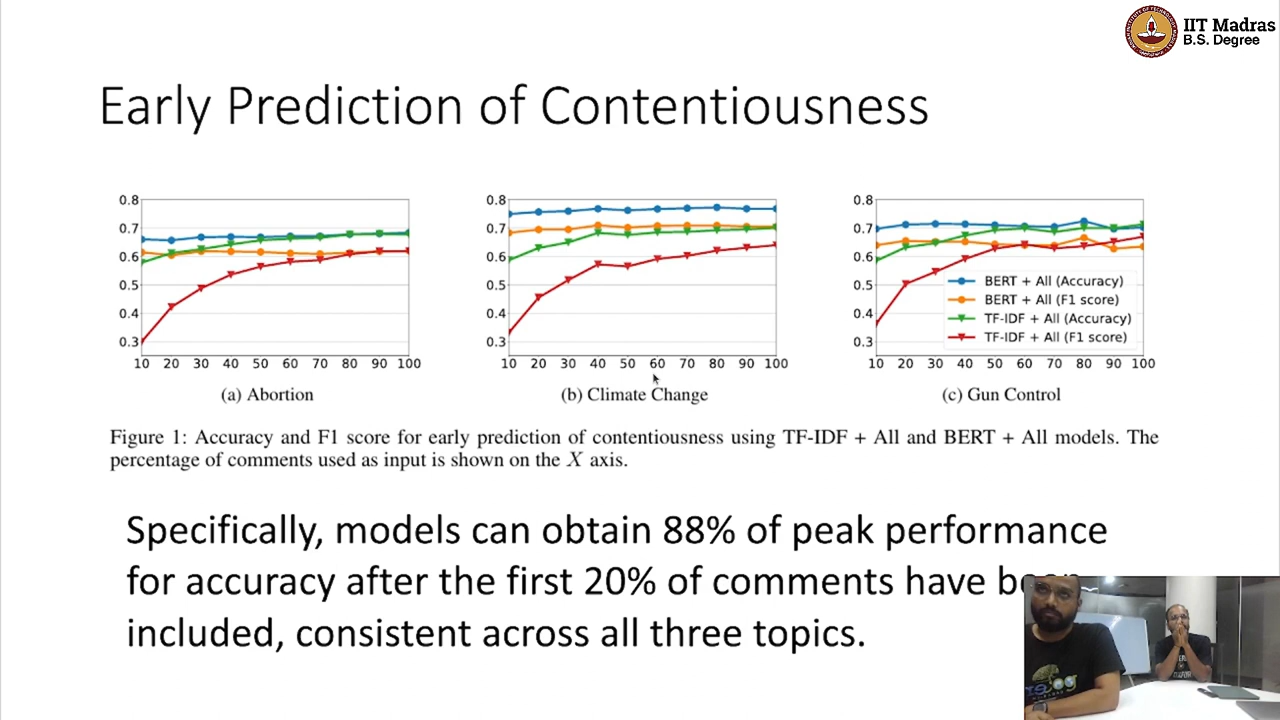 IIT Madras
B.S. Degree
Early Prediction of Contentiousness
0.8
0.7
0.6
0.5
0.4
0.3
10 20 30 40 50 60 70 80 90 100
(a) Abortion
0.8
0.7
0.6
0.5
0.4
0.3
10 20 30 40 50 60 70 80 90 100
(b) Climate Change
0.8
0.7
0.6
0.5
0.4
0.3
BERT + All (Accuracy)
BERT + All (F1 score)
TF-IDF + All (Accuracy)
TF-IDF + All (F1 score)
10 20 30 40 50 60 70 80 90 100
(c) Gun Control
Figure 1: Accuracy and F1 score for early prediction of contentiousness using TF-IDF + All and BERT + All models. The
percentage of comments used as input is shown on the X axis.
Specifically, models can obtain 88% of peak performance
for accuracy after the first 20% of comments have
included, consistent across all three topics.